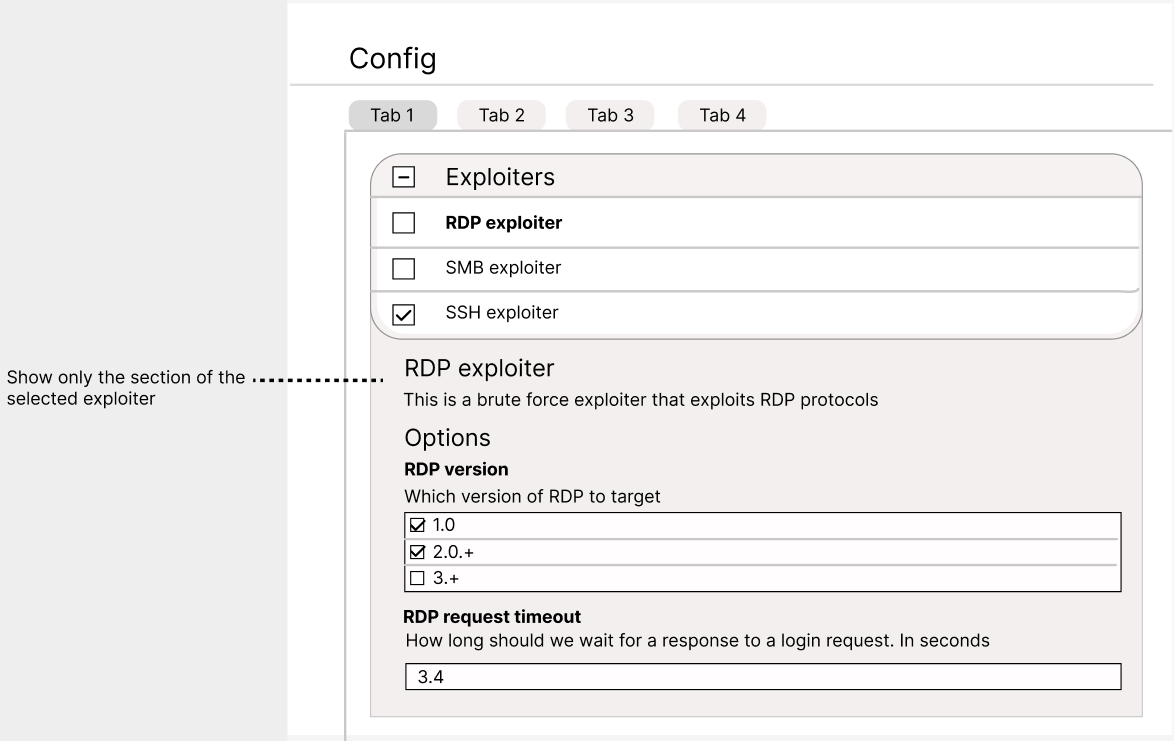 Config
Tab 1
Tab 2
Tab 3
Tab 4
Exploiters
RDP exploiter
SMB exploiter
SSH exploiter
Show only the section of the
selected exploiter
RDP exploiter
This is a brute force exploiter that exploits RDP protocols
Options
RDP version
Which version of RDP to target
1.0
2.0.+
3.+
RDP request timeout
How long should we wait for a response to a login request. In seconds
3.4